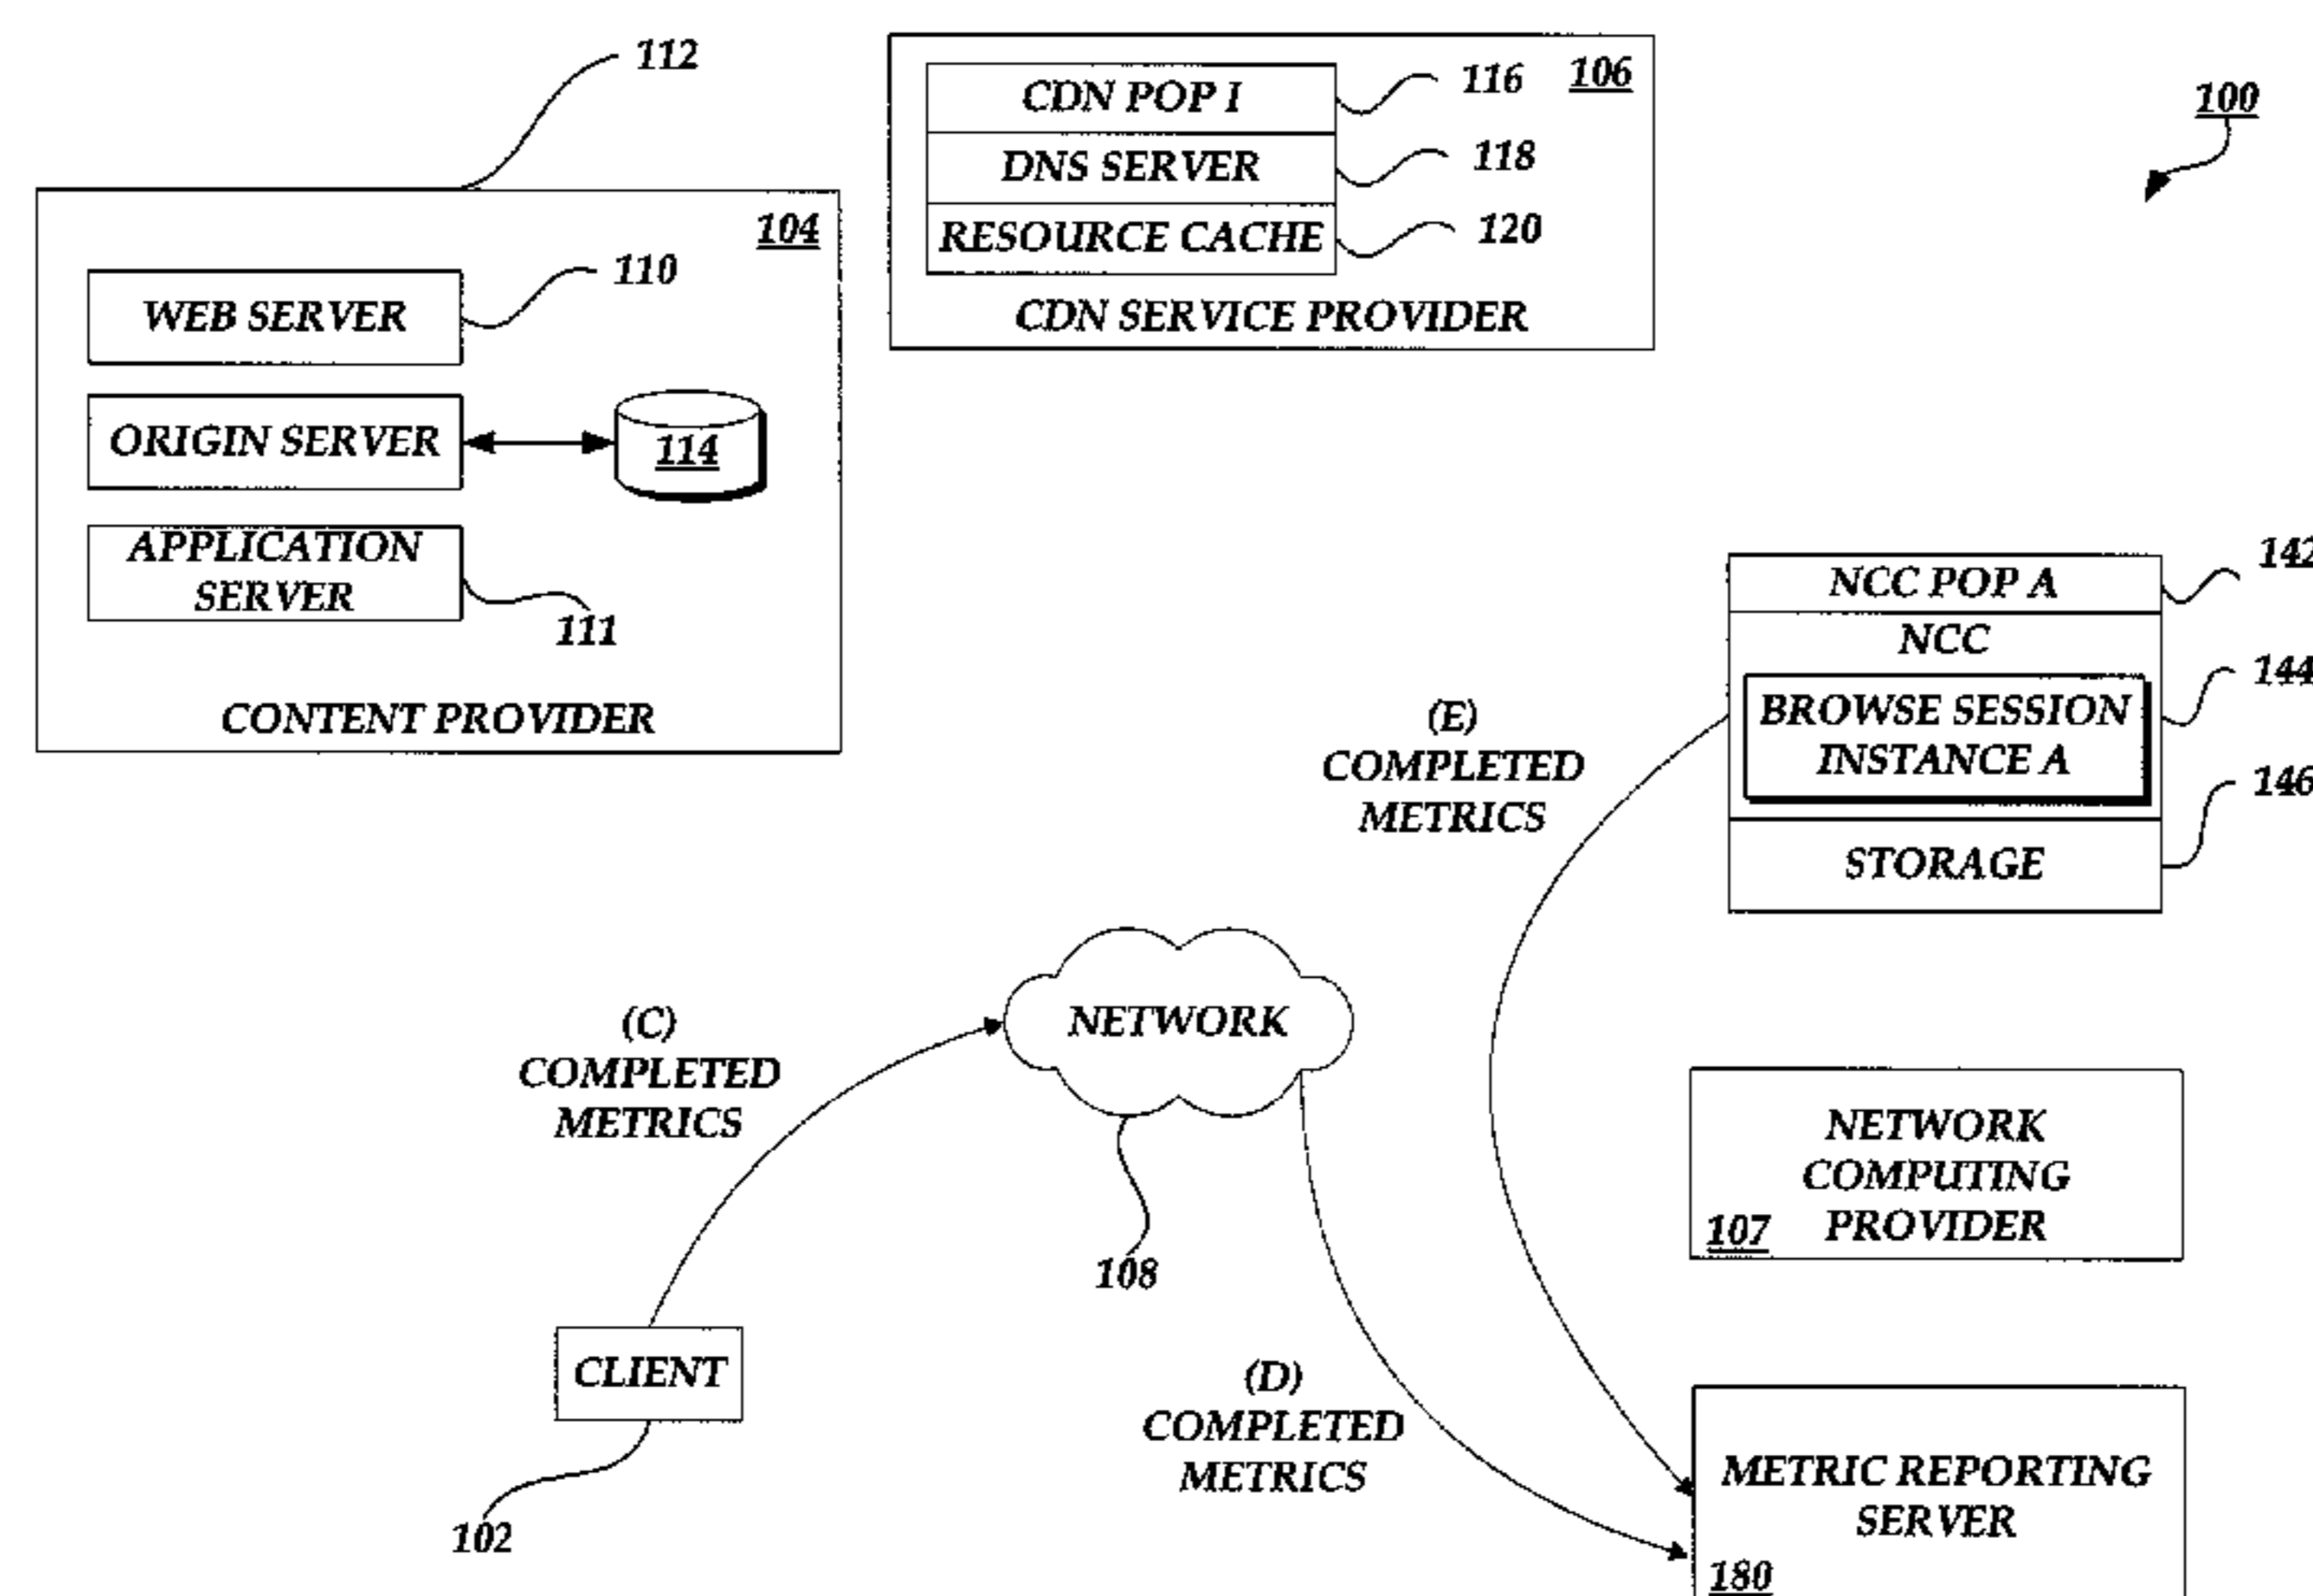 112
104
WEB SERVER
110
ORIGIN SERVER
114
APPLICATION
SERVER
111
CONTENT PROVIDER
106
CDN POP I
116
DNS SERVER
118
RESOURCE CACHE
120
CDN SERVICE PROVIDER
100
NCC POP A
142
NCC
144
BROWSE SESSION
INSTANCE A
146
STORAGE
(E)
COMPLETED
METRICS
NETWORK
108
(C)
COMPLETED
METRICS
CLIENT
102
(D)
COMPLETED
METRICS
NETWORK
COMPUTING
PROVIDER
107
METRIC REPORTING
SERVER
180